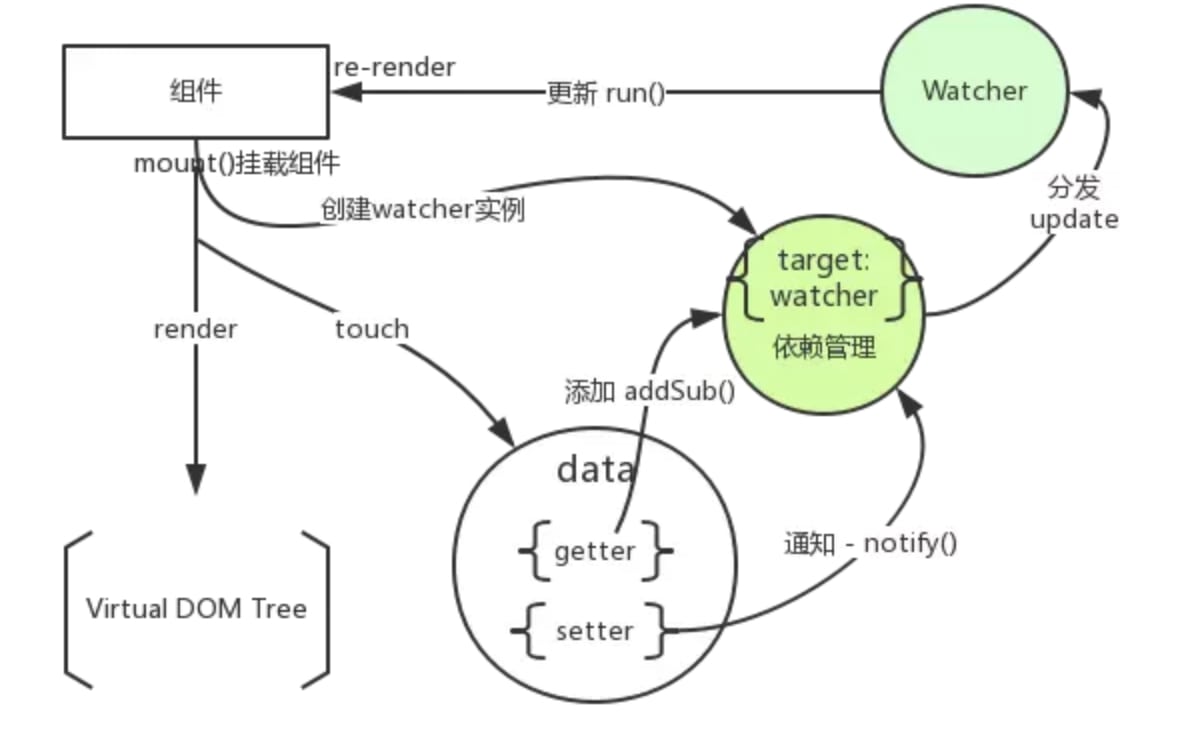 组件
re-render
更新 run()
Watcher
mount()挂载组件
创建watcher实例
分发
update
target:
watcher
依赖管理
render
touch
添加 addSub()
data
getter
setter
通知 - notify()
Virtual DOM Tree